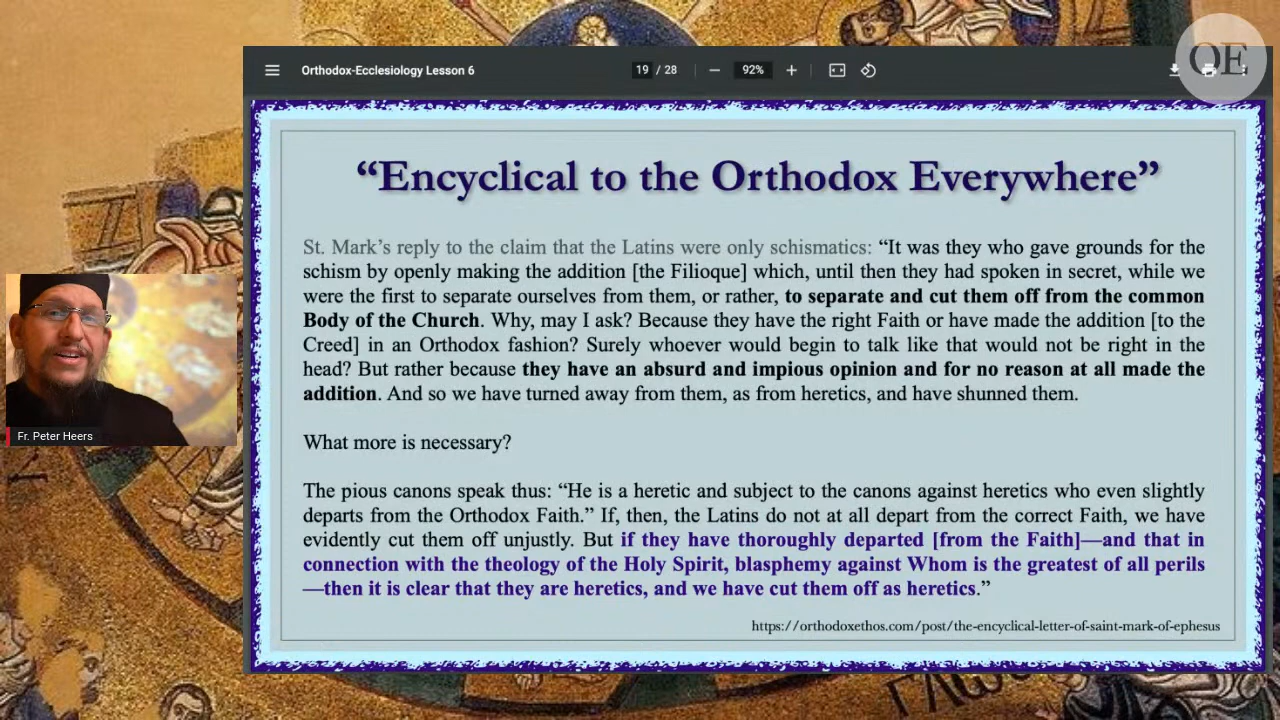 OE
Orthodox-Ecclesiology Lesson 6
19 / 28
92%
“Encyclical to the Orthodox Everywhere”
St. Mark’s reply to the claim that the Latins were only schismatics: “It was they who gave grounds for the
schism by openly making the addition [the Filioque] which, until then they had spoken in secret, while we
were the first to separate ourselves from them, or rather, to separate and cut them off from the common
Body of the Church. Why, may I ask? Because they have the right Faith or have made the addition [to the
Creed] in an Orthodox fashion? Surely whoever would begin to talk like that would not be right in the
head? But rather because they have an absurd and impious opinion and for no reason at all made the
addition. And so we have turned away from them, as from heretics, and have shunned them.
What more is necessary?
The pious canons speak thus: “He is a heretic and subject to the canons against heretics who even slightly
departs from the Orthodox Faith.” If, then, the Latins do not at all depart from the correct Faith, we have
evidently cut them off unjustly. But if they have thoroughly departed [from the Faith]—and that in
connection with the theology of the Holy Spirit, blasphemy against Whom is the greatest of all perils
—then it is clear that they are heretics, and we have cut them off as heretics.”
https://orthodoxethos.com/post/the-encyclical-letter-of-saint-mark-of-ephesus
Fr. Peter Heers